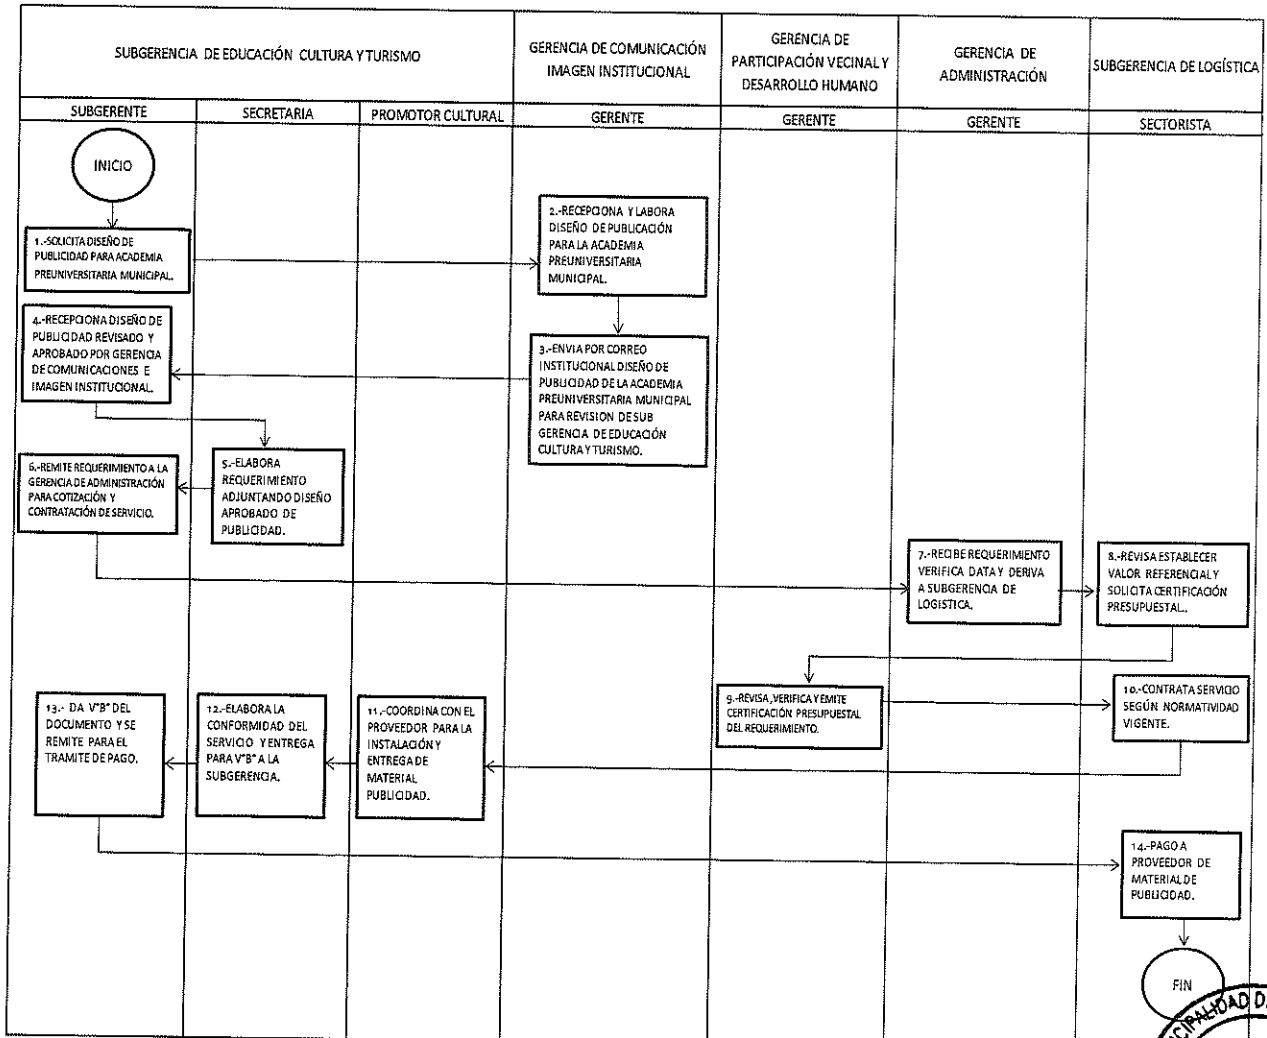 SUBGERENCIA DE EDUCACIÓN CULTURA Y TURISMO
GERENCIA DE COMUNICACIÓN
IMAGEN INSTITUCIONAL
GERENCIA DE
PARTICIPACIÓN VECINAL Y
DESARROLLO HUMANO
GERENCIA DE
ADMINISTRACIÓN
SUBGERENCIA DE LOGÍSTICA
SUBGERENTE
SECRETARIA
PROMOTOR CULTURAL
GERENTE
GERENTE
GERENTE
SECTORISTA
INICIO
1.-SOLICITA DISEÑO DE
PUBLICIDAD PARA ACADEMIA
PREUNIVERSITARIA MUNICIPAL.
2.-RECEPCIONA Y LABORA
DISEÑO DE PUBLICACIÓN
PARA LA ACADEMIA
PREUNIVERSITARIA
MUNICIPAL.
4.-RECEPCIONA DISEÑO DE
PUBLICIDAD REVISADO Y
APROBADO POR GERENCIA
DE COMUNICACIONES E
IMAGEN INSTITUCIONAL.
3.-ENVIA POR CORREO
INSTITUCIONAL DISEÑO DE
PUBLICIDAD DE LA ACADEMIA
PREUNIVERSITARIA MUNICIPAL
PARA REVISION DE SUB
GERENCIA DE EDUCACIÓN
CULTURA Y TURISMO.
6.-REMITE REQUERIMIENTO A LA
GERENCIA DE ADMINISTRACIÓN
PARA COTIZACIÓN Y
CONTRATACIÓN DE SERVICIO.
5.-ELABORA
REQUERIMIENTO
ADJUNTANDO DISEÑO
APROBADO DE
PUBLICIDAD.
7.-RECIBE REQUERIMIENTO
VERIFICA DATA Y DERIVA
A SUBGERENCIA DE
LOGISTICA.
8.-REVISA ESTABLECER
VALOR REFERENCIAL Y
SOLICITA CERTIFICACIÓN
PRESUPUESTAL.
9.-REVISA, VERIFICA Y EMITE
CERTIFICACIÓN PRESUPUESTAL
DEL REQUERIMIENTO.
10.-CONTRATA SERVICIO
SEGÚN NORMATIVIDAD
VIGENTE.
13.- DA V°B° DEL
DOCUMENTO Y SE
REMITE PARA EL
TRAMITE DE PAGO.
12.-ELABORA LA
CONFORMIDAD DEL
SERVICIO Y ENTREGA
PARA V°B° A LA
SUBGERENCIA.
11.-COORDINA CON EL
PROVEEDOR PARA LA
INSTALACIÓN Y
ENTREGA DE
MATERIAL
PUBLICIDAD.
14.-PAGO A
PROVEEDOR DE
MATERIAL DE
PUBLICIDAD.
FIN